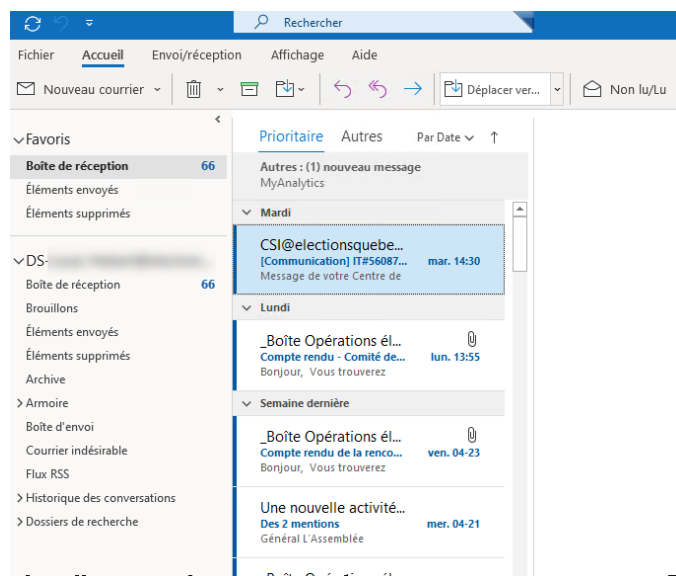 Rechercher
Fichier Accueil Envoi/réception Affichage Aide
Nouveau courrier Déplacer ver... Non lu/Lu
Favoris
Boîte de réception 66
Éléments envoyés
Éléments supprimés
DS-
Boîte de réception 66
Brouillons
Éléments envoyés
Éléments supprimés
Archive
Armoire
Boîte d'envoi
Courrier indésirable
Flux RSS
Historique des conversations
Dossiers de recherche
Prioritaire Autres Par Date
Autres : (1) nouveau message
MyAnalytics
Mardi
CSI@electionsquebe...
[Communication] IT#56087... mar. 14:30
Message de votre Centre de
Lundi
_Boîte Opérations él...
Compte rendu - Comité de... lun. 13:55
Bonjour, Vous trouverez
Semaine dernière
_Boîte Opérations él...
Compte rendu de la renco... ven. 04-23
Bonjour, Vous trouverez
Une nouvelle activité...
Des 2 mentions mer. 04-21
Général L'Assemblée